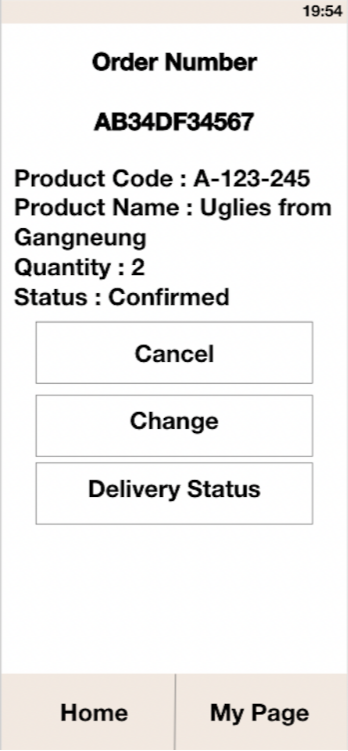 19:54
Order Number
AB34DF34567
Product Code : A-123-245
Product Name : Uglies from
Gangneung
Quantity : 2
Status : Confirmed
Cancel
Change
Delivery Status
Home
My Page